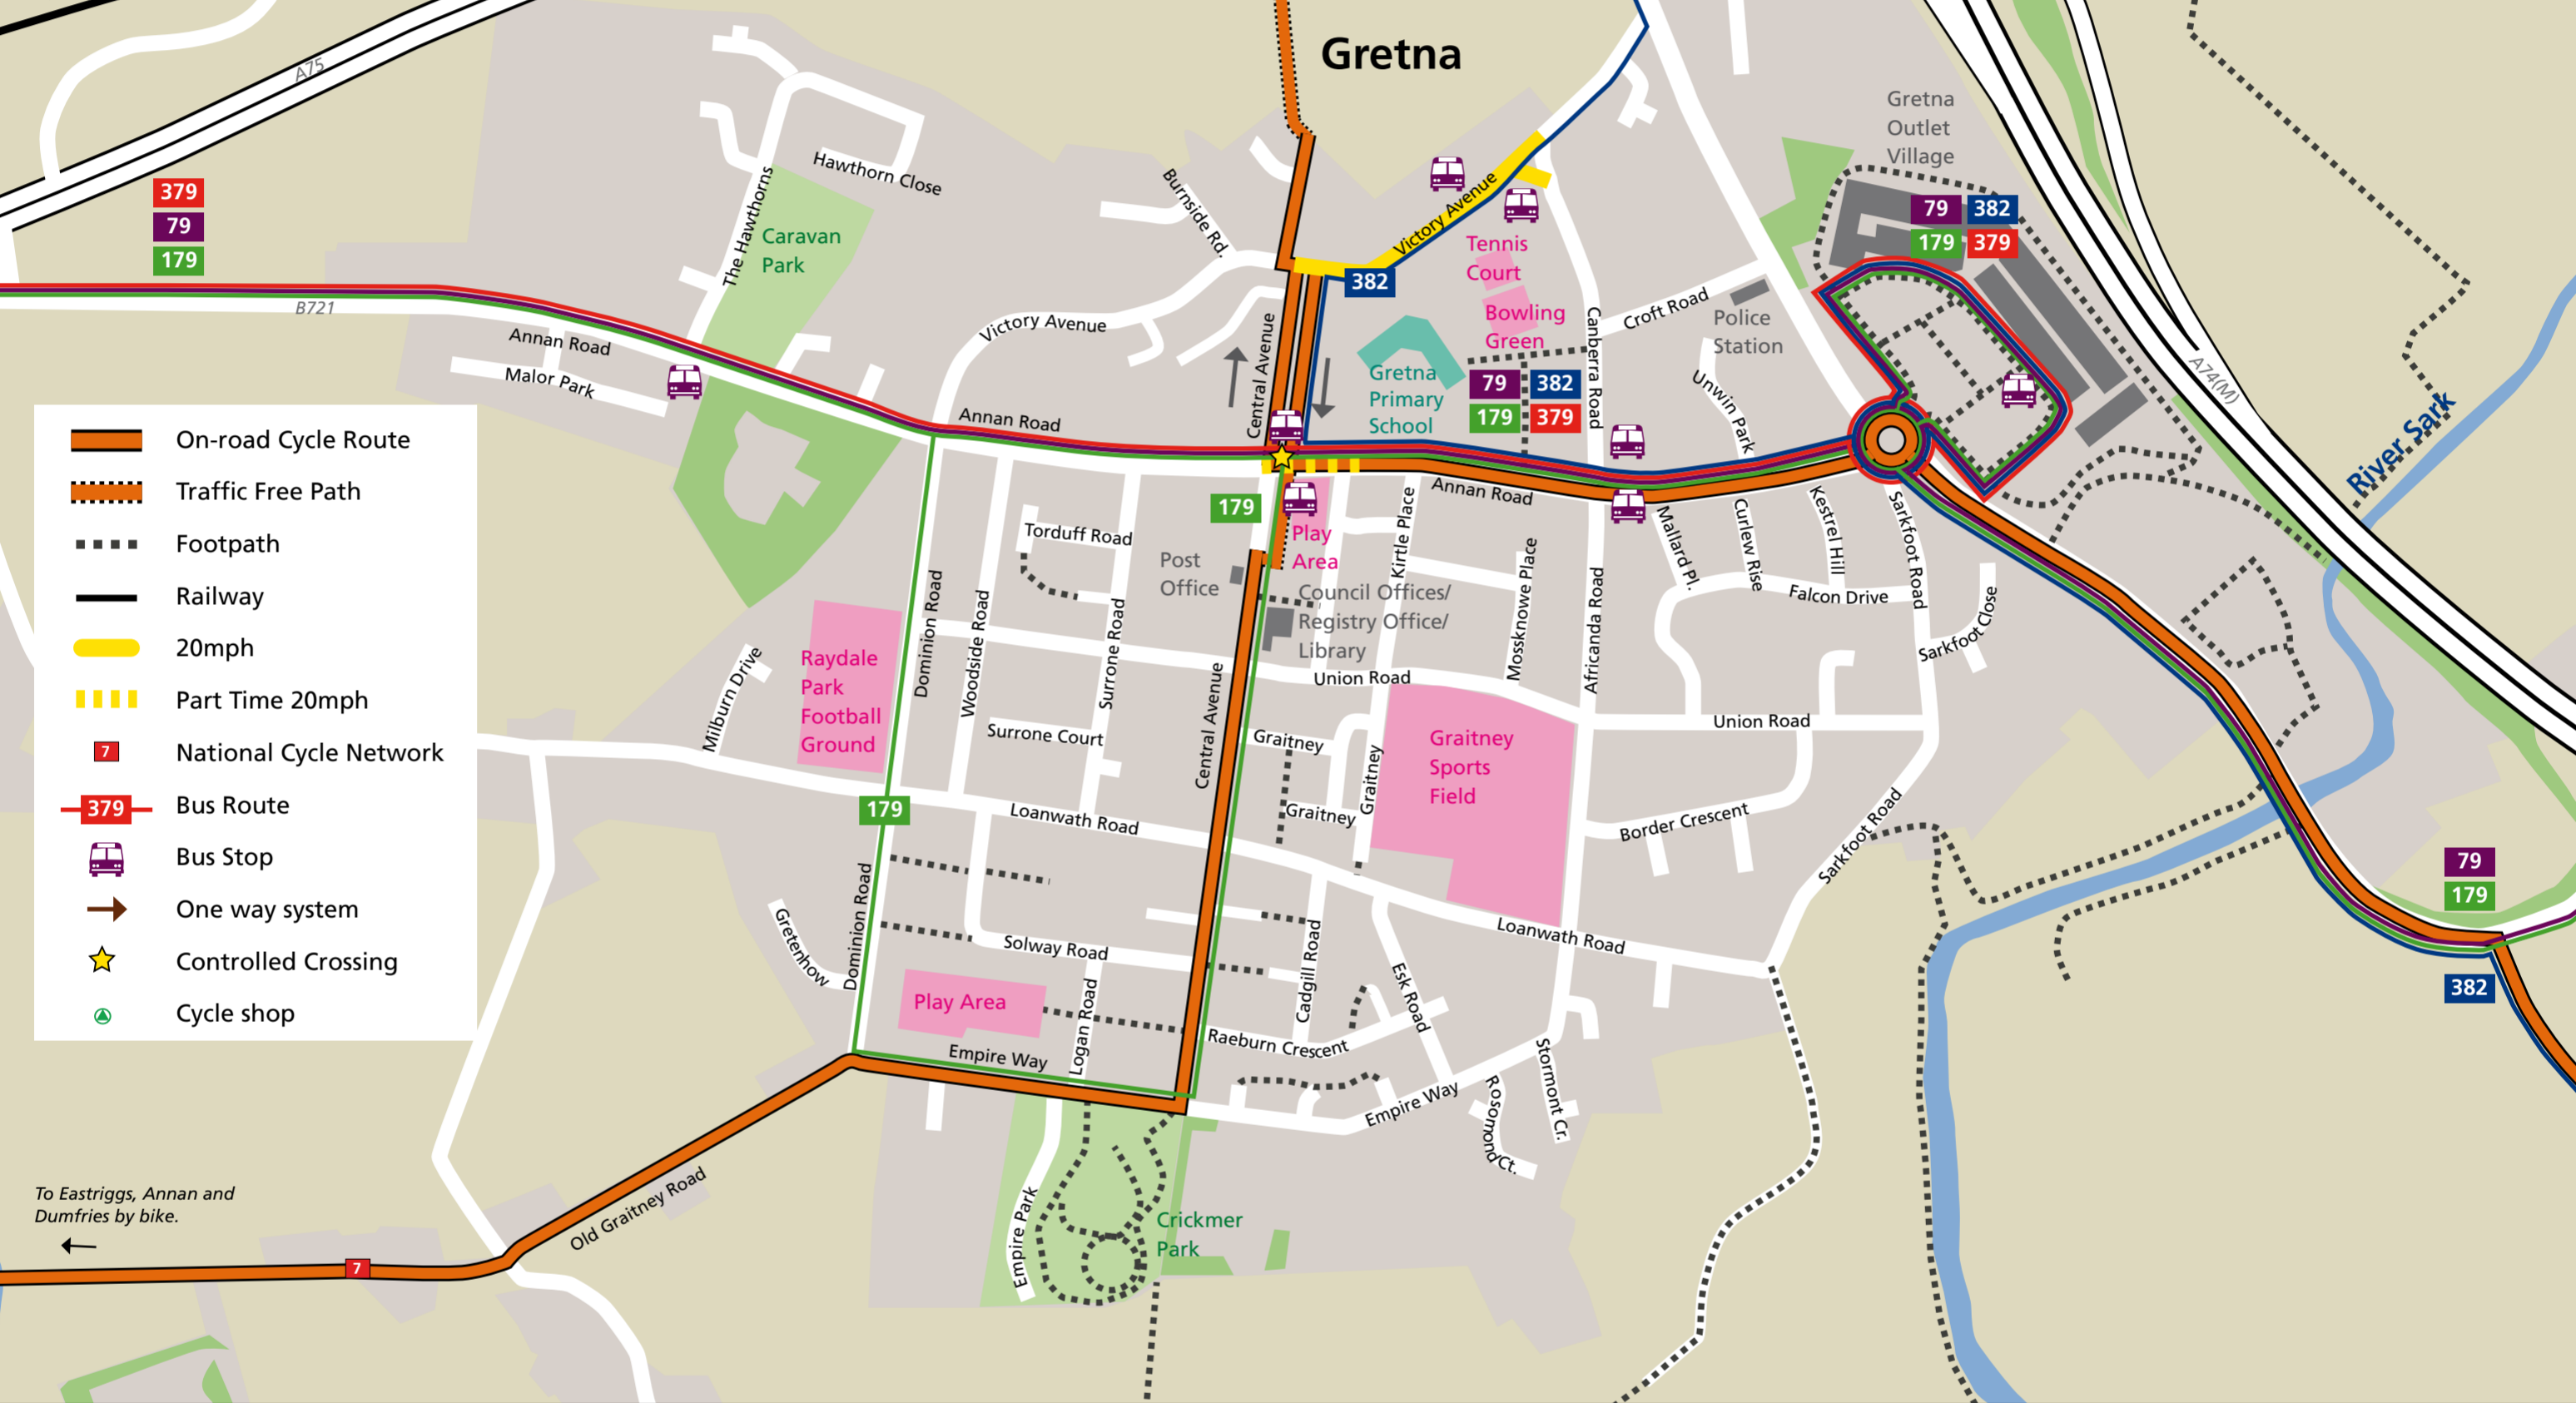 Gretna
A75
379
79
179
B721
The Hawthorns
Hawthorn Close
Caravan
Park
Burnside Rd.
Victory Avenue
Victory Avenue
382
Tennis
Court
Bowling
Green
Gretna
Outlet
Village
79 382
179 379
Croft Road
Police
Station
Canberra Road
Unwin Park
Gretna
Primary
School
79 382
179 379
Central Avenue
Annan Road
Malor Park
Annan Road
Annan Road
A74(M)
River Sark
On-road Cycle Route
Traffic Free Path
Footpath
Railway
20mph
Part Time 20mph
7
National Cycle Network
379
Bus Route
Bus Stop
One way system
Controlled Crossing
Cycle shop
179
Torduff Road
Post
Office
Play
Area
Kirtle Place
Council Offices/
Registry Office/
Library
Mossknowe Place
Africanda Road
Mallard Pl.
Curlew Rise
Kestrel Hill
Sarkfoot Road
Falcon Drive
Sarkfoot Close
Dominion Road
Woodside Road
Surrone Road
Central Avenue
Union Road
Union Road
Raydale
Park
Football
Ground
Milburn Drive
Surrone Court
Graitney
Graitney
Graitney
Graitney
Sports
Field
179
Loanwath Road
Border Crescent
Sarkfoot Road
79
179
382
Dominion Road
Gretenhow
Solway Road
Play Area
Logan Road
Cadgill Road
Esk Road
Loanwath Road
Empire Way
Raeburn Crescent
Empire Way
Rosomund Ct.
Stormont Cr.
To Eastriggs, Annan and
Dumfries by bike.
Old Graitney Road
Empire Park
Crickmer
Park
7